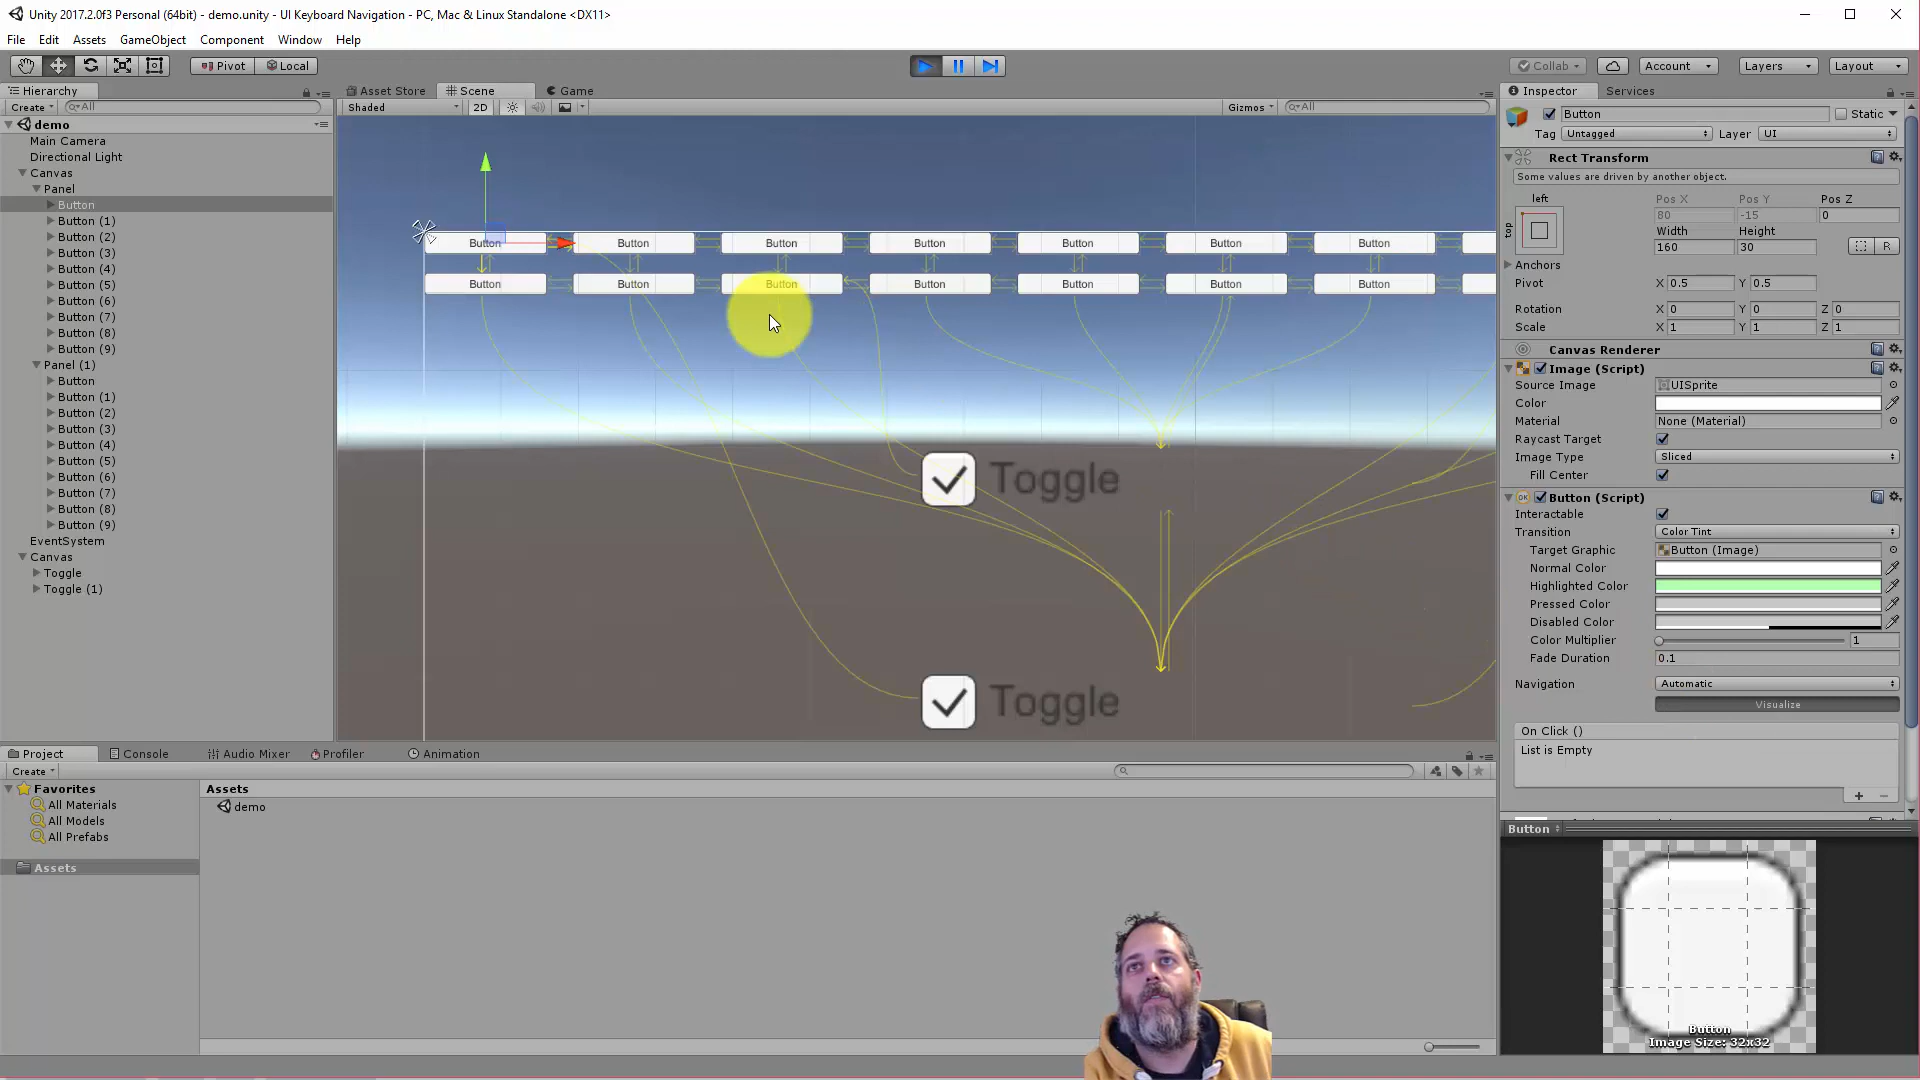 Unity 2017.2.0f3 Personal (64bit) - demo.unity - UI Keyboard Navigation - PC, Mac & Linux Standalone <DX11>
File Edit Assets GameObject Component Window Help
Pivot Local Collab Account Layers Layout
Hierarchy
Create All
demo
Main Camera
Directional Light
Canvas
Panel
Button
Button (1)
Button (2)
Button (3)
Button (4)
Button (5)
Button (6)
Button (7)
Button (8)
Button (9)
Panel (1)
Button
Button (1)
Button (2)
Button (3)
Button (4)
Button (5)
Button (6)
Button (7)
Button (8)
Button (9)
EventSystem
Canvas
Toggle
Toggle (1)
Asset Store Scene Game
Shaded 2D Gizmos All
Button Button Button Button Button Button Button
Button Button Button Button Button Button Button
Toggle
Toggle
Inspector Services
Button Static
Tag Untagged Layer UI
Rect Transform
Some values are driven by another object.
left Pos X Pos Y Pos Z
top 80 -15 0
Width Height
160 30 R
Anchors
Pivot X 0.5 Y 0.5
Rotation X 0 Y 0 Z 0
Scale X 1 Y 1 Z 1
Canvas Renderer
Image (Script)
Source Image UISprite
Color
Material None (Material)
Raycast Target
Image Type Sliced
Fill Center
Button (Script)
Interactable
Transition Color Tint
Target Graphic Button (Image)
Normal Color
Highlighted Color
Pressed Color
Disabled Color
Color Multiplier 1
Fade Duration 0.1
Navigation Automatic
Visualize
On Click ()
List is Empty
Button
Button
Image Size: 32x32
Project Console Audio Mixer Profiler Animation
Create
Favorites
All Materials
All Models
All Prefabs
Assets
Assets
demo